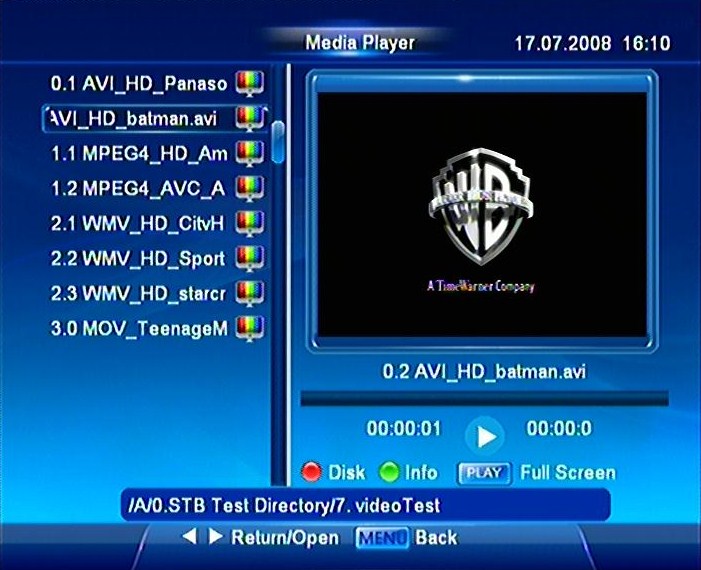 Media Player
17.07.2008 16:10
0.1 AVI_HD_Panaso
AVI_HD_batman.avi
1.1 MPEG4_HD_Am
1.2 MPEG4_AVC_A
2.1 WMV_HD_CityH
2.2 WMV_HD_Sport
2.3 WMV_HD_starcr
3.0 MOV_TeenageM
WB
A TimeWarner Company
0.2 AVI_HD_batman.avi
00:00:01 00:00:0
Disk Info PLAY Full Screen
/A/0.STB Test Directory/7. videoTest
Return/Open MENU Back